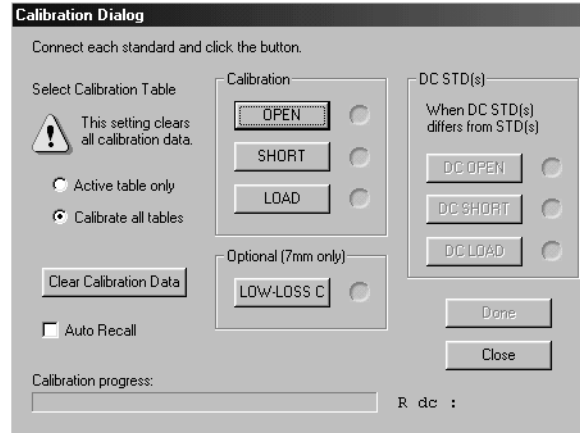 Calibration Dialog
Connect each standard and click the button.
Select Calibration Table
This setting clears
all calibration data.
Active table only
Calibrate all tables
Clear Calibration Data
Auto Recall
Calibration
OPEN
SHORT
LOAD
Optional (7mm only)
LOW-LOSS C
DC STD(s)
When DC STD(s)
differs from STD(s)
DC OPEN
DC SHORT
DC LOAD
Done
Close
Calibration progress:
R dc :